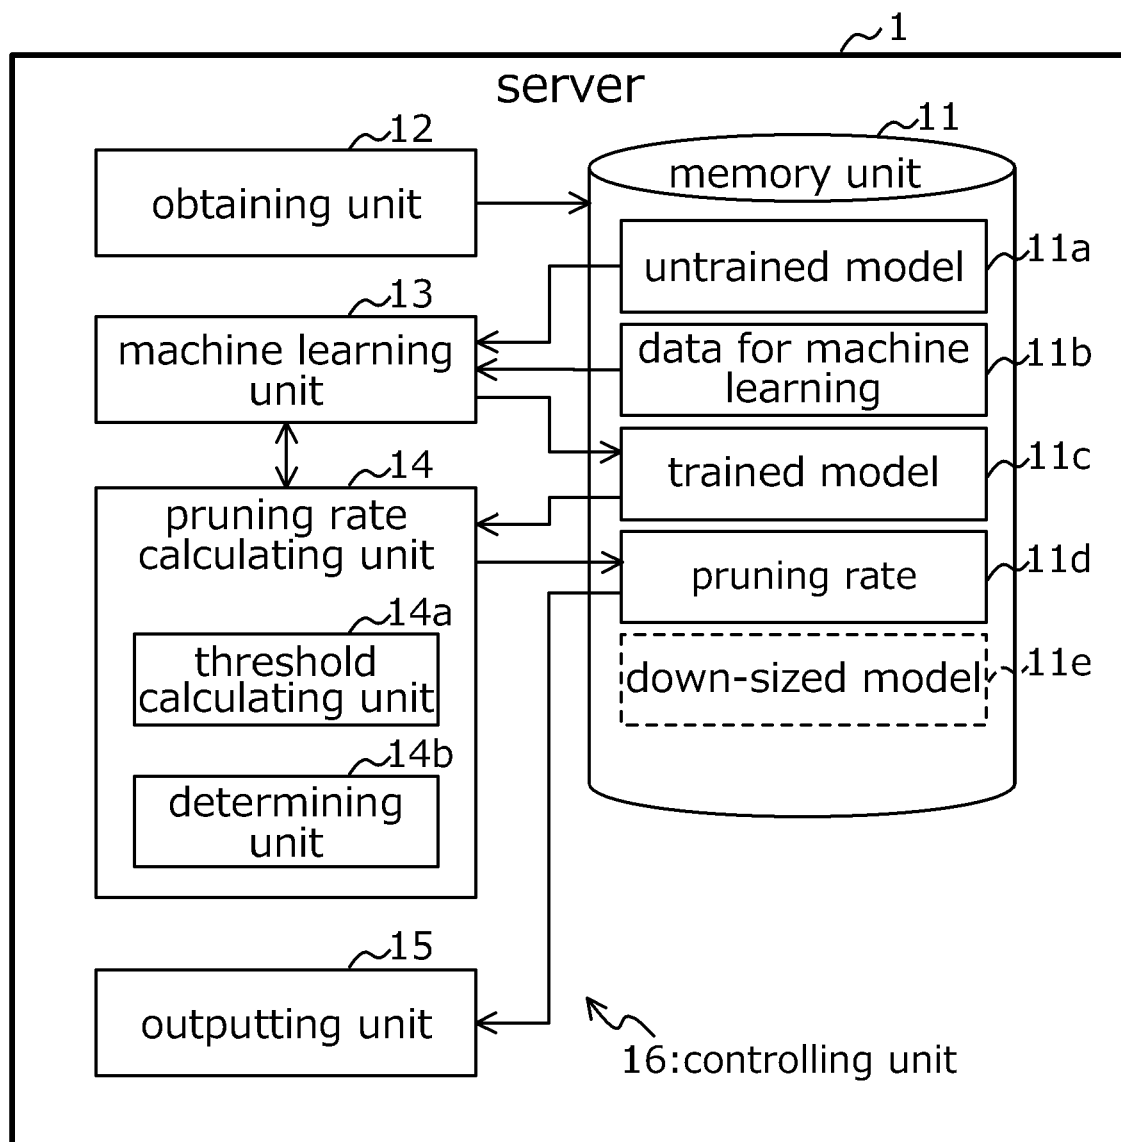 1
server
12
obtaining unit
11
memory unit
untrained model
11a
13
machine learning
unit
data for machine
learning
11b
trained model
11c
14
pruning rate
calculating unit
pruning rate
11d
14a
threshold
calculating unit
down-sized model
11e
14b
determining
unit
15
outputting unit
16:controlling unit